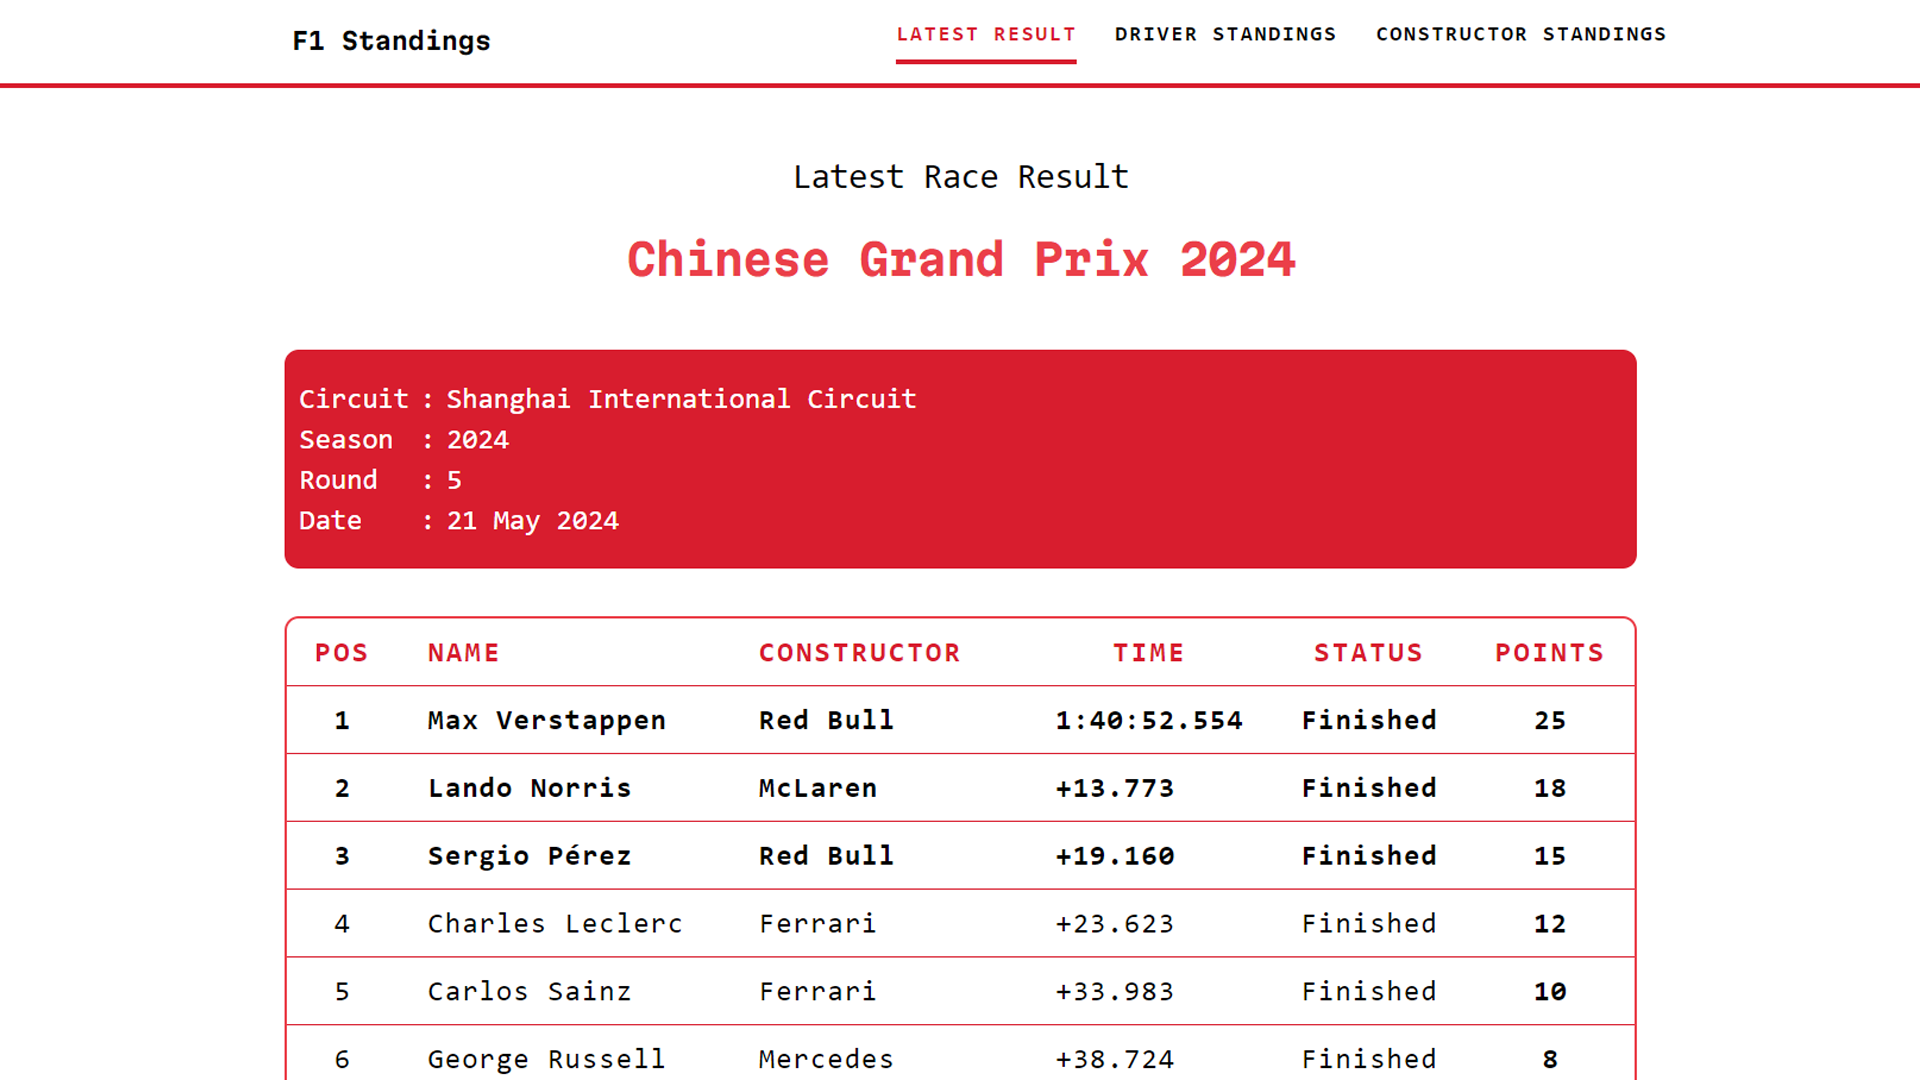 F1 Standings
LATEST RESULT DRIVER STANDINGS CONSTRUCTOR STANDINGS
Latest Race Result
Chinese Grand Prix 2024
Circuit : Shanghai International Circuit
Season : 2024
Round : 5
Date : 21 May 2024
POS NAME CONSTRUCTOR TIME STATUS POINTS
1 Max Verstappen Red Bull 1:40:52.554 Finished 25
2 Lando Norris McLaren +13.773 Finished 18
3 Sergio Pérez Red Bull +19.160 Finished 15
4 Charles Leclerc Ferrari +23.623 Finished 12
5 Carlos Sainz Ferrari +33.983 Finished 10
6 George Russell Mercedes +38.724 Finished 8